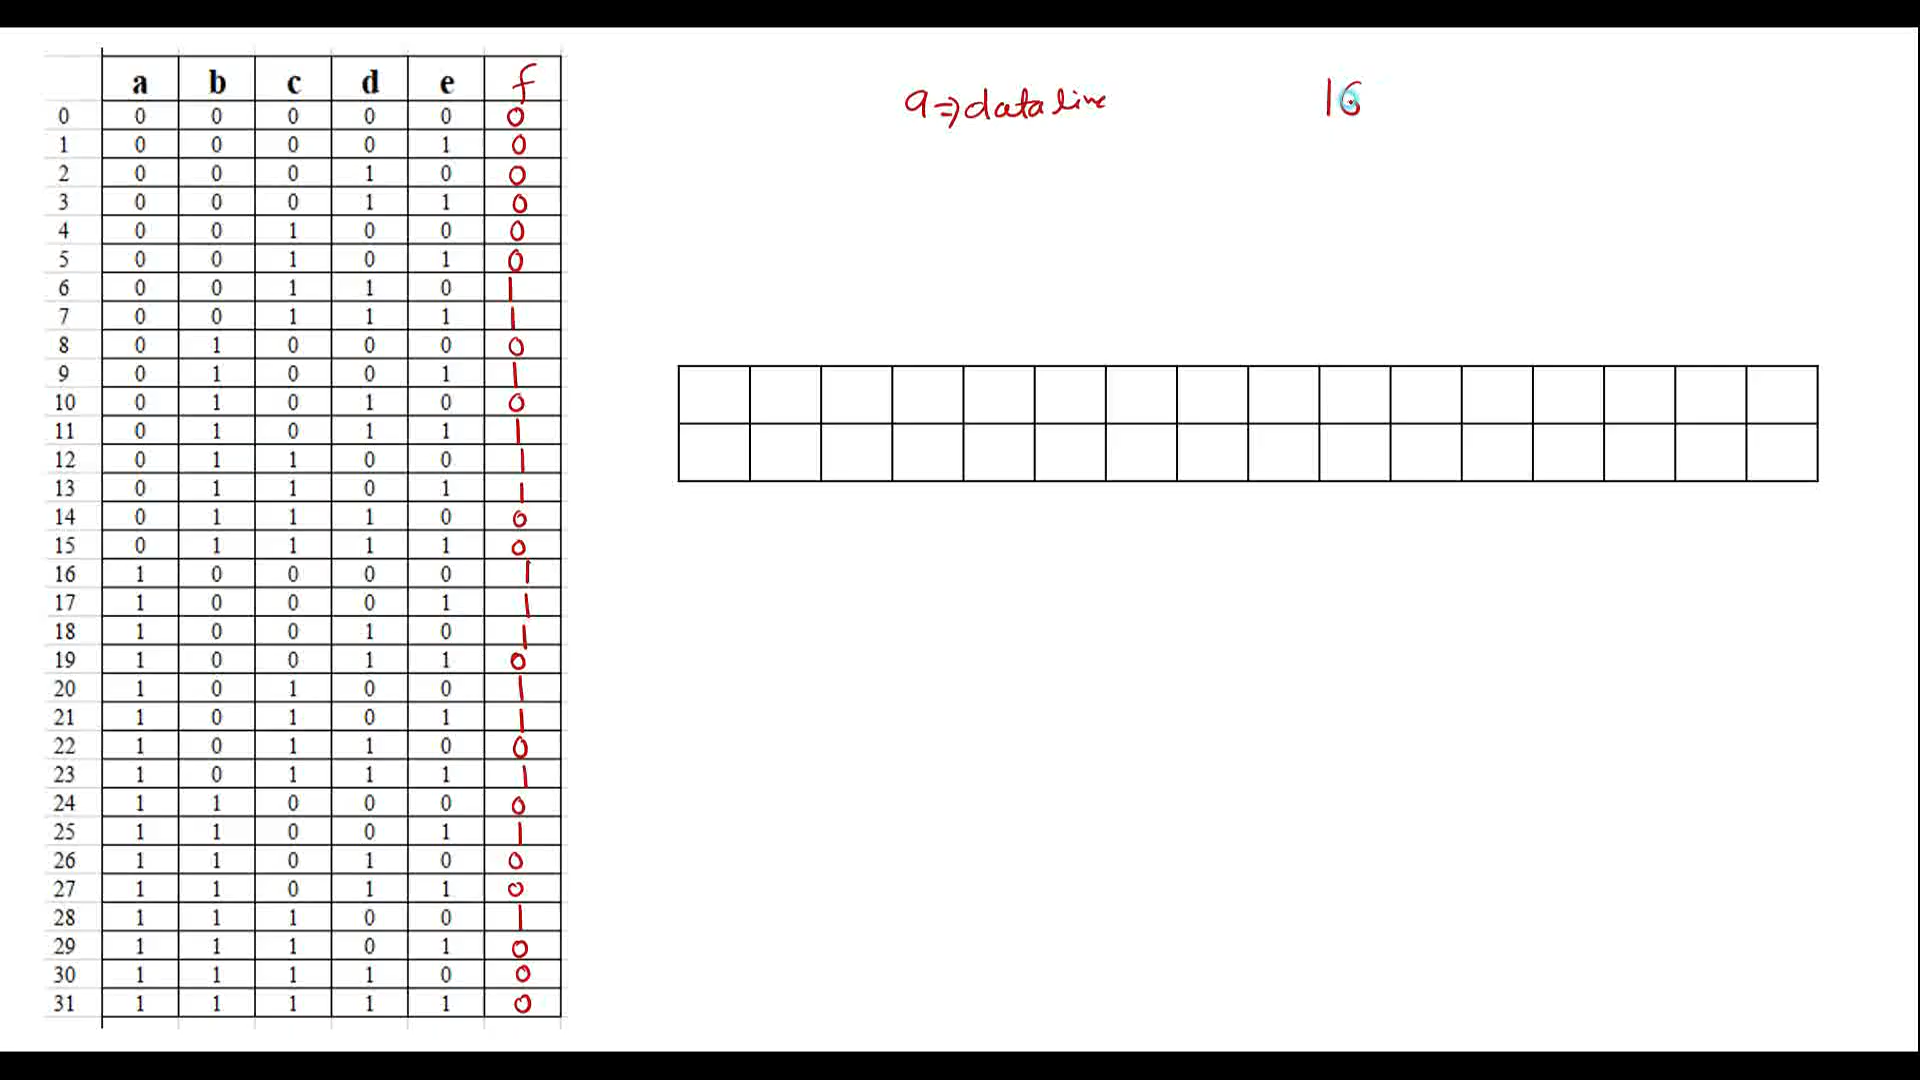 a b c d e f
0 0 0 0 0 0 0
1 0 0 0 0 1 0
2 0 0 0 1 0 0
3 0 0 0 1 1 0
4 0 0 1 0 0 0
5 0 0 1 0 1 0
6 0 0 1 1 0 1
7 0 0 1 1 1 1
8 0 1 0 0 0 0
9 0 1 0 0 1 1
10 0 1 0 1 0 0
11 0 1 0 1 1 1
12 0 1 1 0 0 1
13 0 1 1 0 1 1
14 0 1 1 1 0 0
15 0 1 1 1 1 0
16 1 0 0 0 0 1
17 1 0 0 0 1 1
18 1 0 0 1 0 1
19 1 0 0 1 1 0
20 1 0 1 0 0 1
21 1 0 1 0 1 1
22 1 0 1 1 0 0
23 1 0 1 1 1 1
24 1 1 0 0 0 0
25 1 1 0 0 1 1
26 1 1 0 1 0 0
27 1 1 0 1 1 0
28 1 1 1 0 0 1
29 1 1 1 0 1 0
30 1 1 1 1 0 0
31 1 1 1 1 1 0
a => data line 16